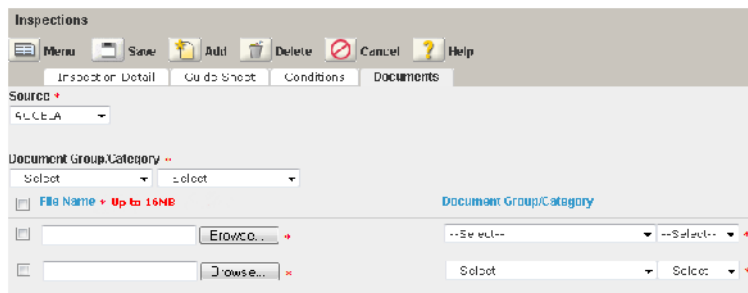 Inspections
Menu Save Add Delete Cancel Help
Inspection Detail Guide Sheet Conditions Documents
Source *
ACCELA
Document Group/Category *
--Select-- --Select--
File Name * Up to 16MB Document Group/Category
Browse... * --Select-- --Select-- *
Browse... * --Select-- --Select-- *